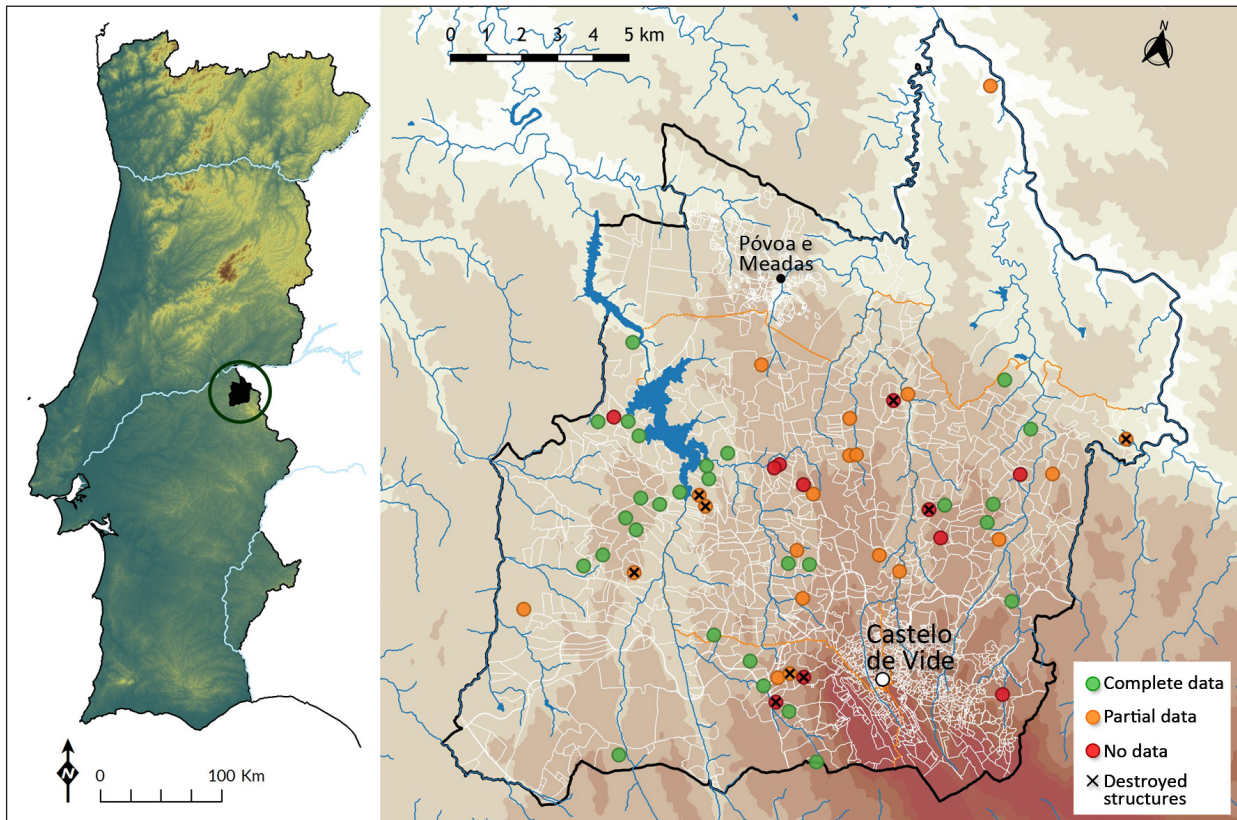 0 1 2 3 4 5 km
N
Póvoa e
Meadas
Castelo
de Vide
Complete data
Partial data
No data
Destroyed
structures
N
0 100 Km